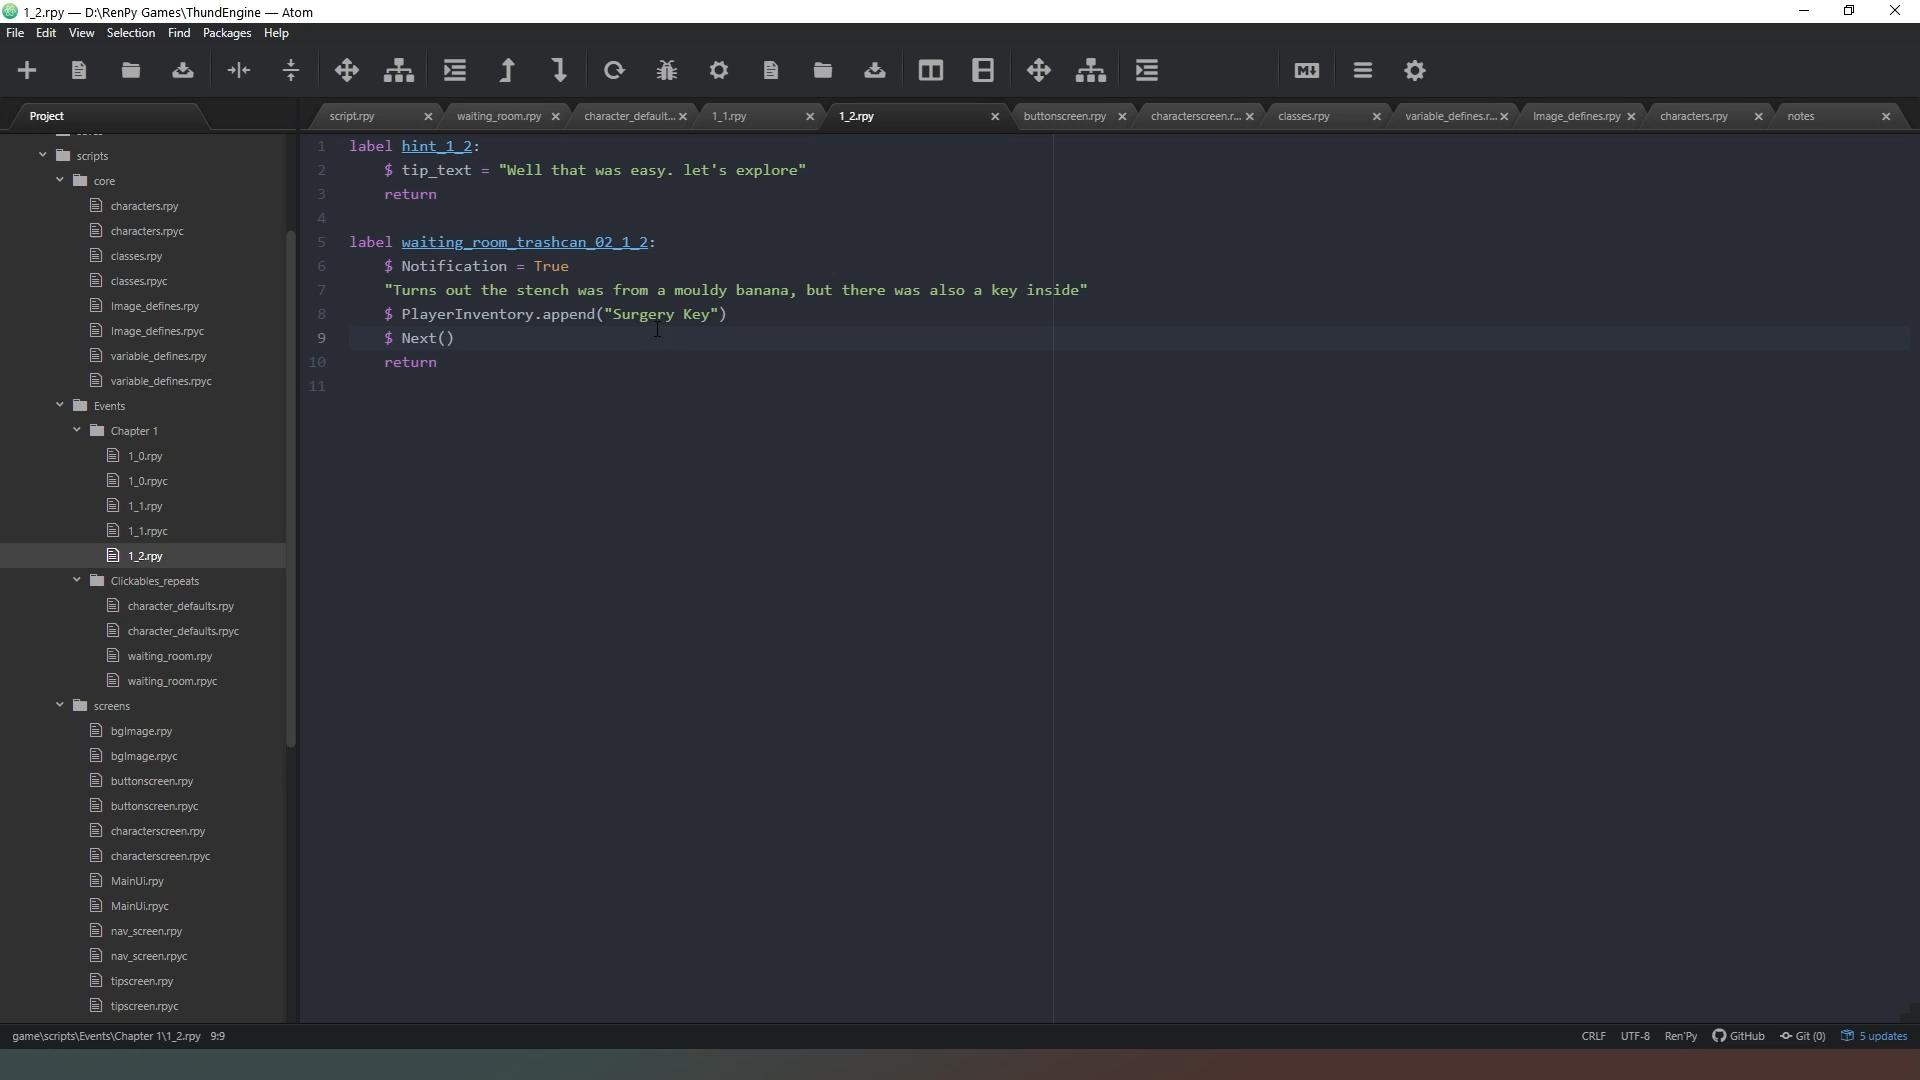 1_2.rpy — D:\RenPy Games\ThundEngine — Atom
File Edit View Selection Find Packages Help
Project
script.rpy waiting_room.rpy character_default... 1_1.rpy 1_2.rpy buttonscreen.rpy characterscreen.r... classes.rpy variable_defines.r... Image_defines.rpy characters.rpy notes
scripts
core
characters.rpy
characters.rpyc
classes.rpy
classes.rpyc
Image_defines.rpy
Image_defines.rpyc
variable_defines.rpy
variable_defines.rpyc
Events
Chapter 1
1_0.rpy
1_0.rpyc
1_1.rpy
1_1.rpyc
1_2.rpy
Clickables_repeats
character_defaults.rpy
character_defaults.rpyc
waiting_room.rpy
waiting_room.rpyc
screens
bgImage.rpy
bgImage.rpyc
buttonscreen.rpy
buttonscreen.rpyc
characterscreen.rpy
characterscreen.rpyc
MainUi.rpy
MainUi.rpyc
nav_screen.rpy
nav_screen.rpyc
tipscreen.rpy
tipscreen.rpyc
1 label hint_1_2:
2 $ tip_text = "Well that was easy. let's explore"
3 return
4
5 label waiting_room_trashcan_02_1_2:
6 $ Notification = True
7 "Turns out the stench was from a mouldy banana, but there was also a key inside"
8 $ PlayerInventory.append("Surgery Key")
9 $ Next()
10 return
11
game\scripts\Events\Chapter 1\1_2.rpy 9:9
CRLF UTF-8 Ren'Py GitHub Git (0) 5 updates